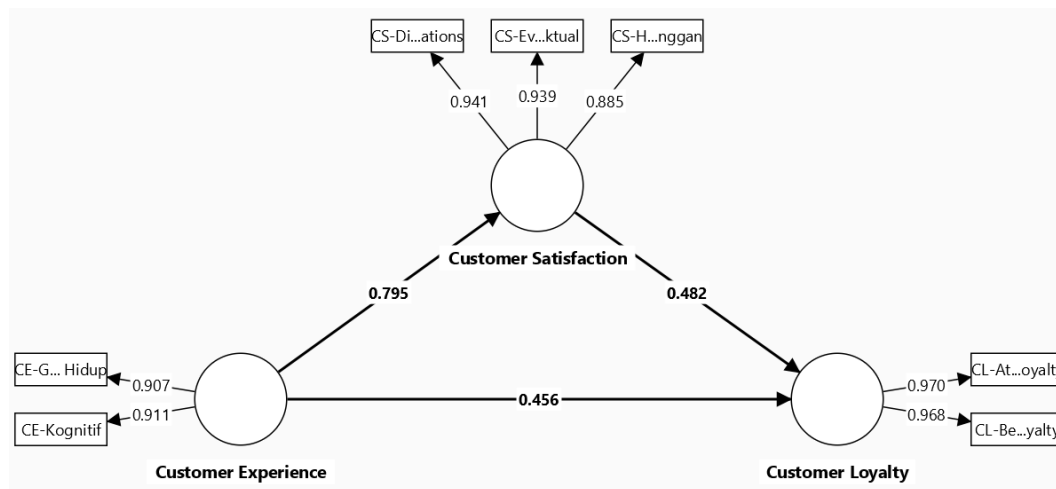 CS-Di...ations
CS-Ev...ktual
CS-H...nggan
0.941
0.939
0.885
Customer Satisfaction
0.795
0.482
CE-G... Hidup
0.907
CE-Kognitif
0.911
0.456
0.970
CL-At...oyalty
0.968
CL-Be...yalty
Customer Experience
Customer Loyalty